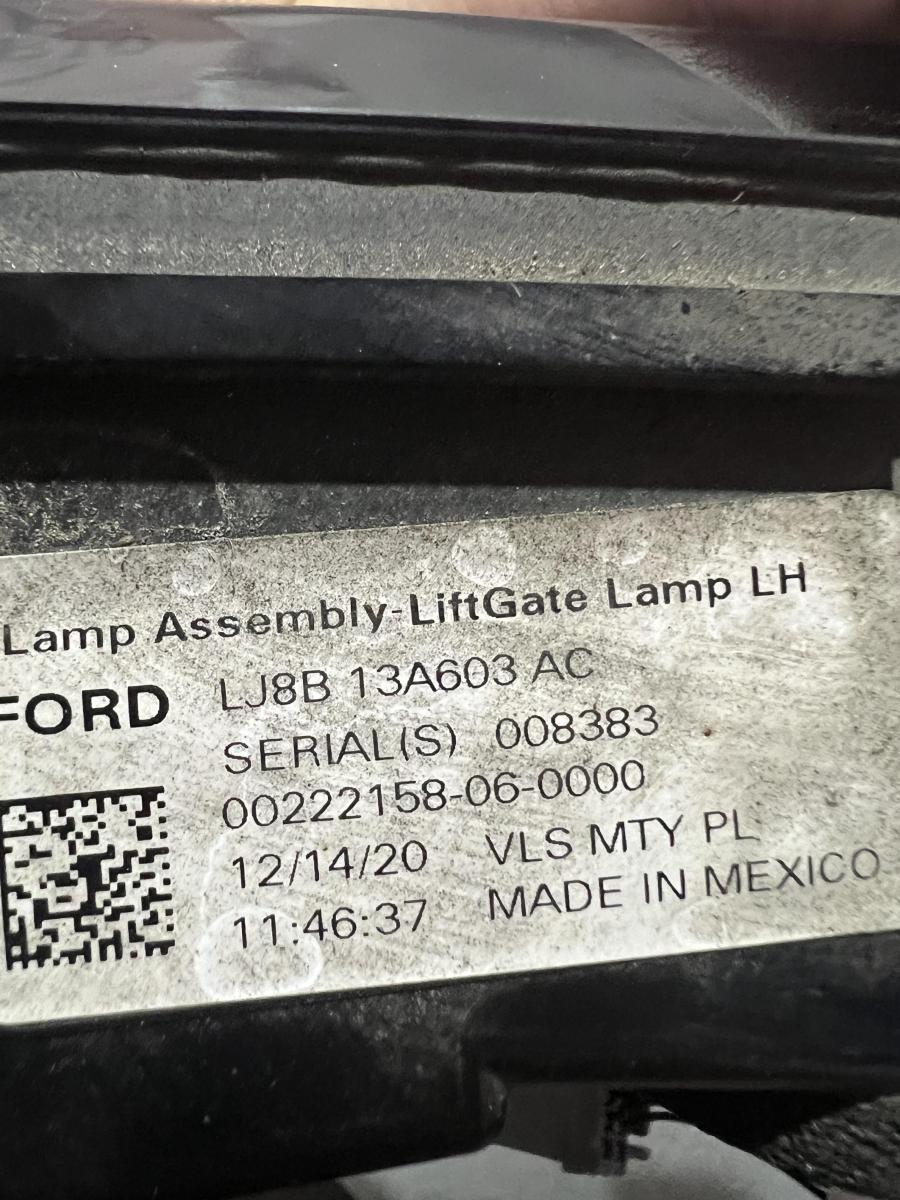 Lamp Assembly-LiftGate Lamp LH
FORD
LJ8B 13A603 AC
SERIAL(S) 008383
00222158-06-0000
12/14/20 VLS MTY PL
11:46:37 MADE IN MEXICO